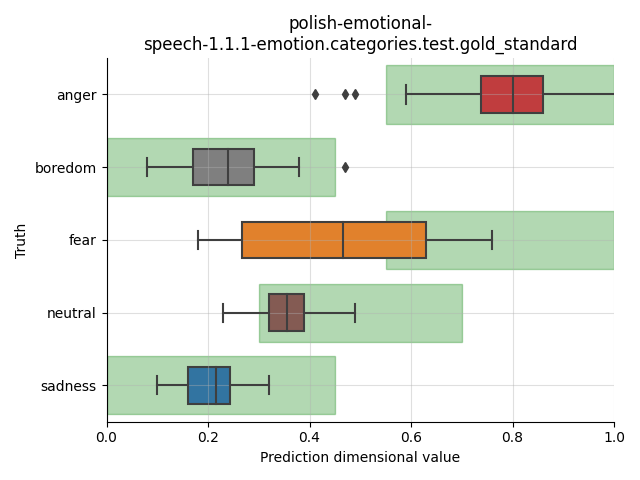 polish-emotional-
speech-1.1.1-emotion.categories.test.gold_standard
anger
boredom
fear
neutral
sadness
Truth
0.0 0.2 0.4 0.6 0.8 1.0
Prediction dimensional value